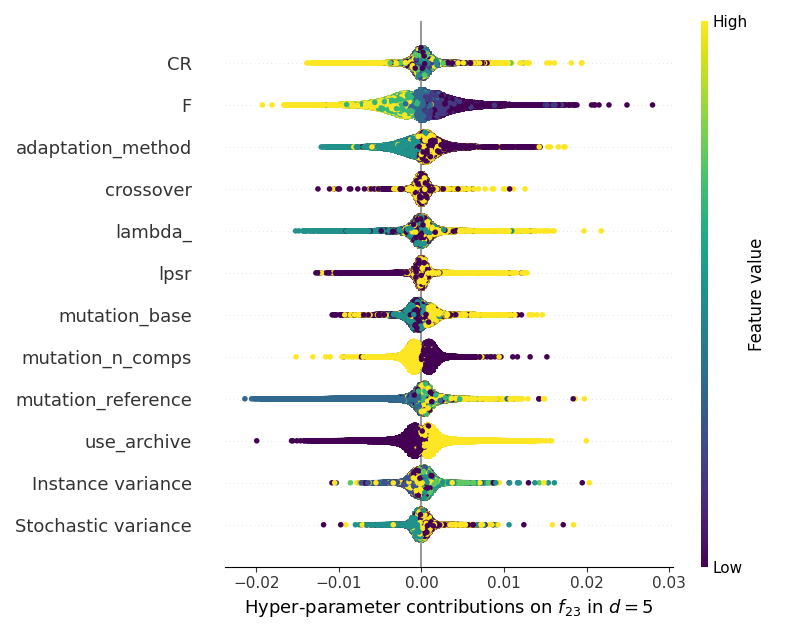 High
CR
F
adaptation_method
crossover
lambda_
lpsr
mutation_base
mutation_n_comps
mutation_reference
use_archive
Instance variance
Stochastic variance
Feature value
Low
−0.02 −0.01 0.00 0.01 0.02 0.03
Hyper-parameter contributions on f₂₃ in d = 5